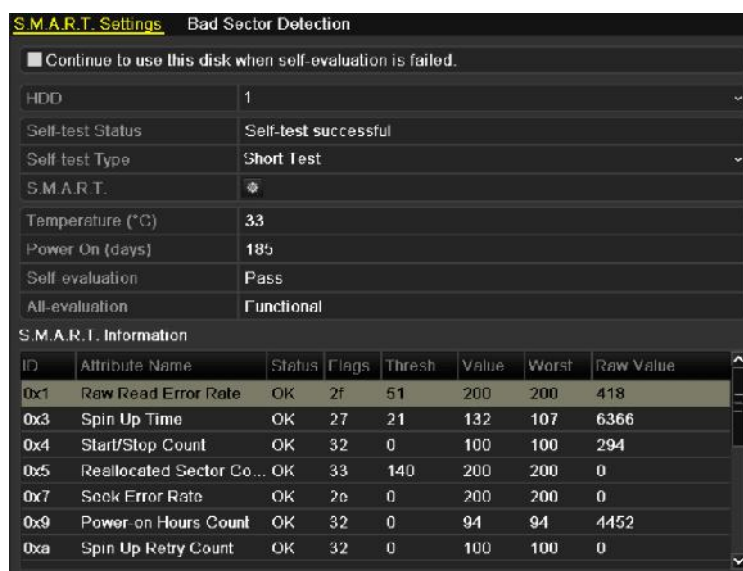 S.M.A.R.T. Settings Bad Sector Detection
Continue to use this disk when self-evaluation is failed.
HDD 1
Self-test Status Self-test successful
Self-test Type Short Test
S.M.A.R.T.
Temperature (°C) 33
Power On (days) 185
Self-evaluation Pass
All-evaluation Functional
S.M.A.R.T. Information
ID Attribute Name Status Flags Thresh Value Worst Raw Value
0x1 Raw Read Error Rate OK 2f 51 200 200 418
0x3 Spin Up Time OK 27 21 132 107 6366
0x4 Start/Stop Count OK 32 0 100 100 294
0x5 Reallocated Sector Co... OK 33 140 200 200 0
0x7 Seek Error Rate OK 2e 0 200 200 0
0x9 Power-on Hours Count OK 32 0 94 94 4452
0xa Spin Up Retry Count OK 32 0 100 100 0